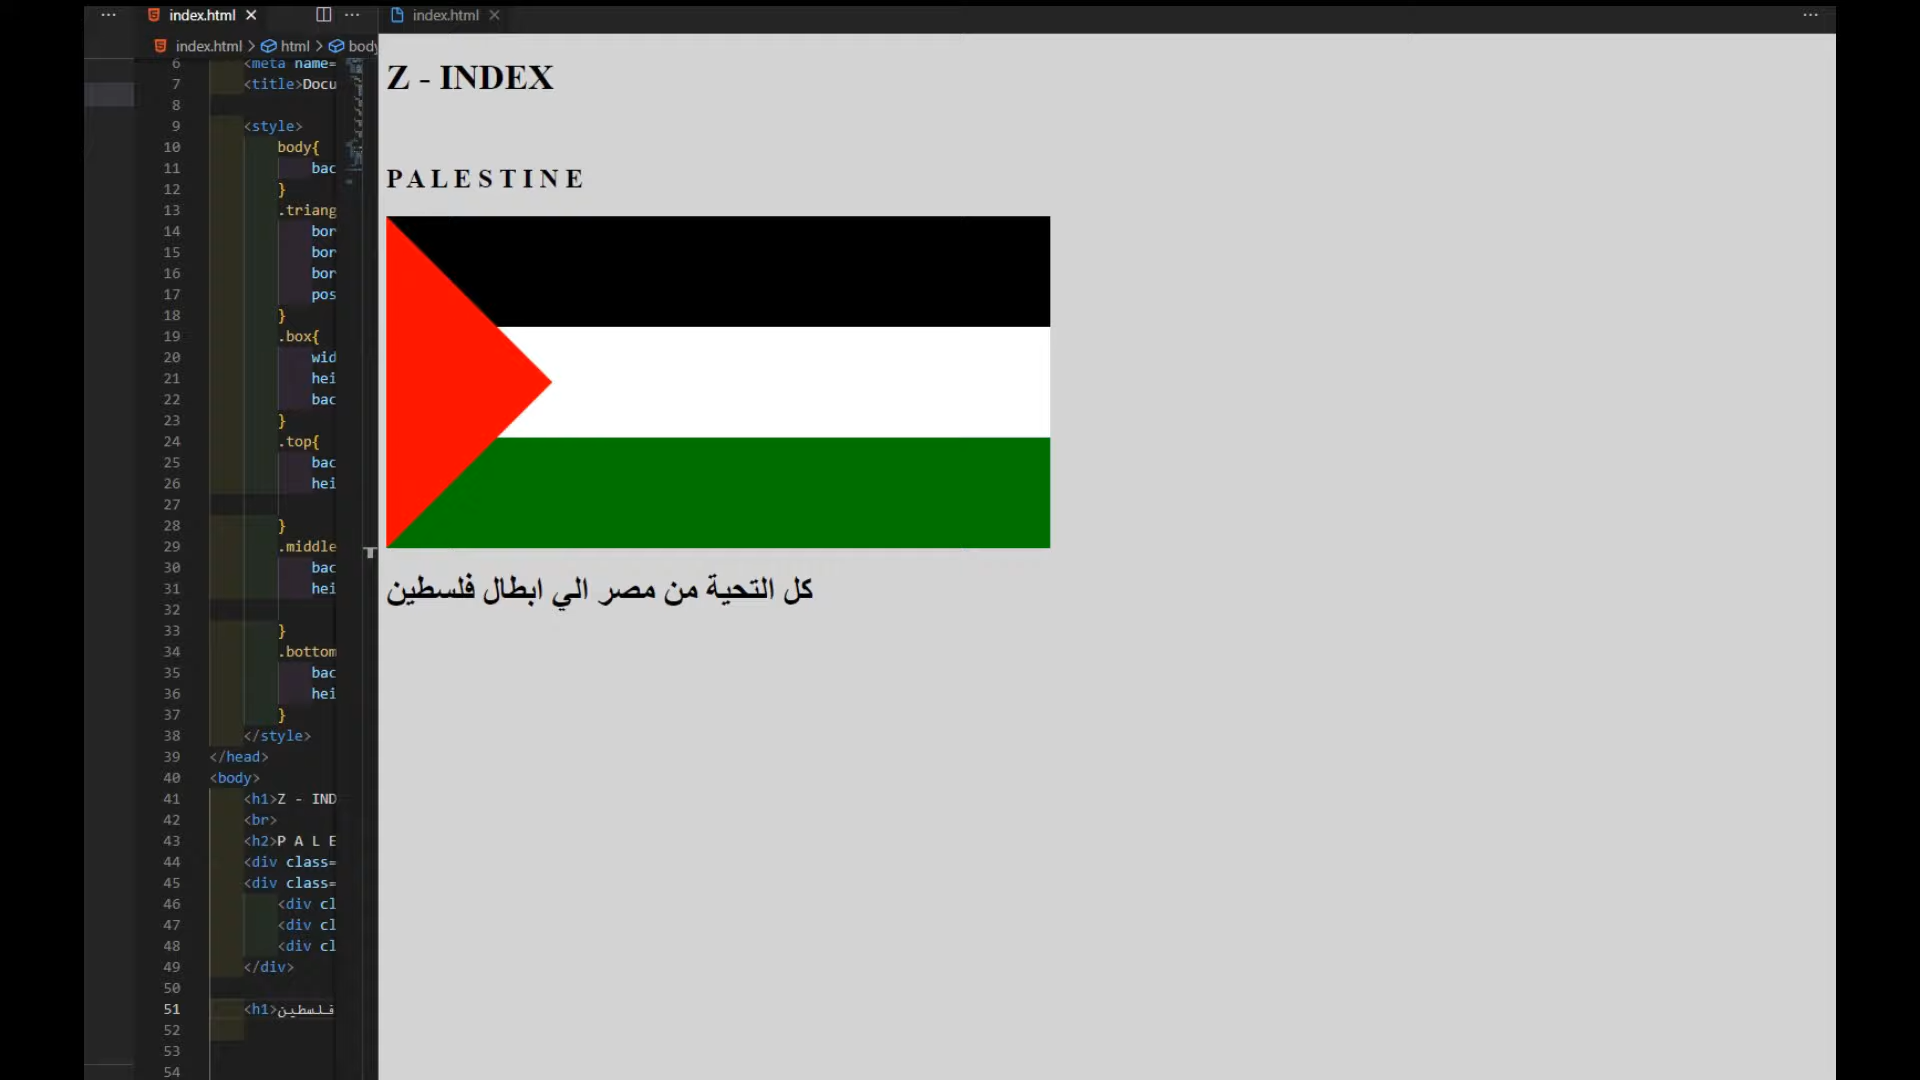 index.html
index.html
index.html > html > body
Z - INDEX
P A L E S T I N E
كل التحية من مصر الي ابطال فلسطين
6 <meta name=
7 <title>Docu
8
9 <style>
10 body{
11 bac
12 }
13 .triang
14 bor
15 bor
16 bor
17 pos
18 }
19 .box{
20 wid
21 hei
22 bac
23 }
24 .top{
25 bac
26 hei
27
28 }
29 .middle
30 bac
31 hei
32
33 }
34 .bottom
35 bac
36 hei
37 }
38 </style>
39 </head>
40 <body>
41 <h1>Z - IND
42 <br>
43 <h2>P A L E
44 <div class=
45 <div class=
46 <div cl
47 <div cl
48 <div cl
49 </div>
50
51 <h1>فلسطين
52
53
54